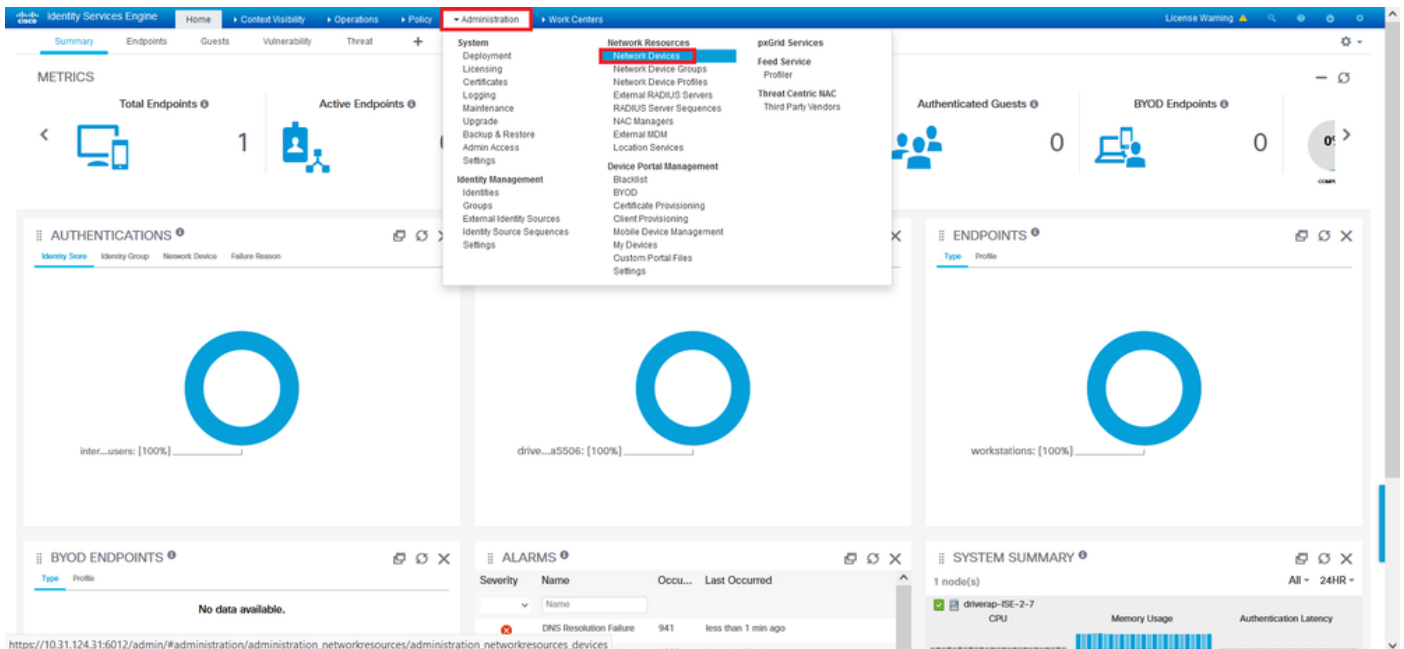 cisco Identity Services Engine Home Context Visibility Operations Policy Administration Work Centers License Warning
Summary Endpoints Guests Vulnerability Threat +
System
Deployment
Licensing
Certificates
Logging
Maintenance
Upgrade
Backup & Restore
Admin Access
Settings
Identity Management
Identities
Groups
External Identity Sources
Identity Source Sequences
Settings
Network Resources
Network Devices
Network Device Groups
Network Device Profiles
External RADIUS Servers
RADIUS Server Sequences
NAC Managers
External MDM
Location Services
Device Portal Management
Blacklist
BYOD
Certificate Provisioning
Client Provisioning
Mobile Device Management
My Devices
Custom Portal Files
Settings
pxGrid Services
Feed Service
Profiler
Threat Centric NAC
Third Party Vendors
METRICS
Total Endpoints
1
Active Endpoints
Authenticated Guests
0
BYOD Endpoints
0
AUTHENTICATIONS
Identity Store Identity Group Network Device Failure Reason
inter...users: [100%]
drive...a5506: [100%]
ENDPOINTS
Type Profile
workstations: [100%]
BYOD ENDPOINTS
Type Profile
No data available.
ALARMS
Severity Name Occu... Last Occurred
Name
DNS Resolution Failure 941 less than 1 min ago
SYSTEM SUMMARY
1 node(s) All 24HR
driverap-ISE-2-7
CPU Memory Usage Authentication Latency
https://10.31.124.31:6012/admin/#administration/administration_networkresources/administration_networkresources_devices